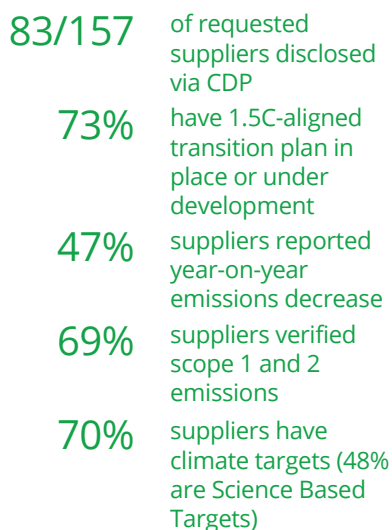 83/157 of requested
suppliers disclosed
via CDP
73% have 1.5C-aligned
transition plan in
place or under
development
47% suppliers reported
year-on-year
emissions decrease
69% suppliers verified
scope 1 and 2
emissions
70% suppliers have
climate targets (48%
are Science Based
Targets)